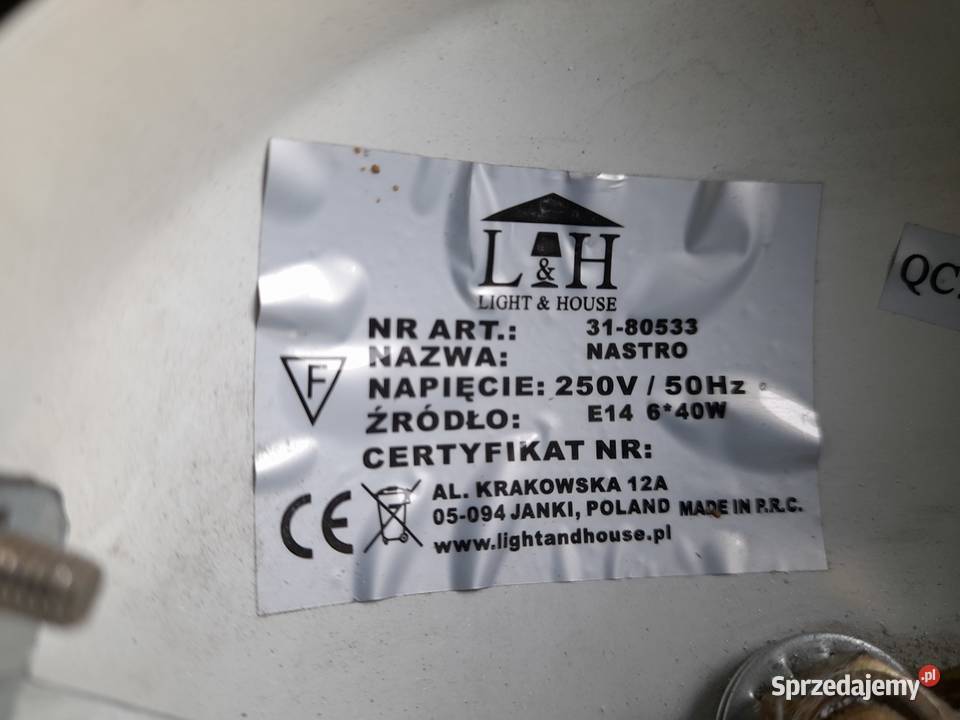 L&H
LIGHT & HOUSE
NR ART.: 31-80533
NAZWA: NASTRO
F
NAPIĘCIE: 250V / 50Hz
ŹRÓDŁO: E14 6*40W
CERTYFIKAT NR:
CE
AL. KRAKOWSKA 12A
05-094 JANKI, POLAND MADE IN P.R.C.
www.lightandhouse.pl
QC
Sprzedajemy.pl